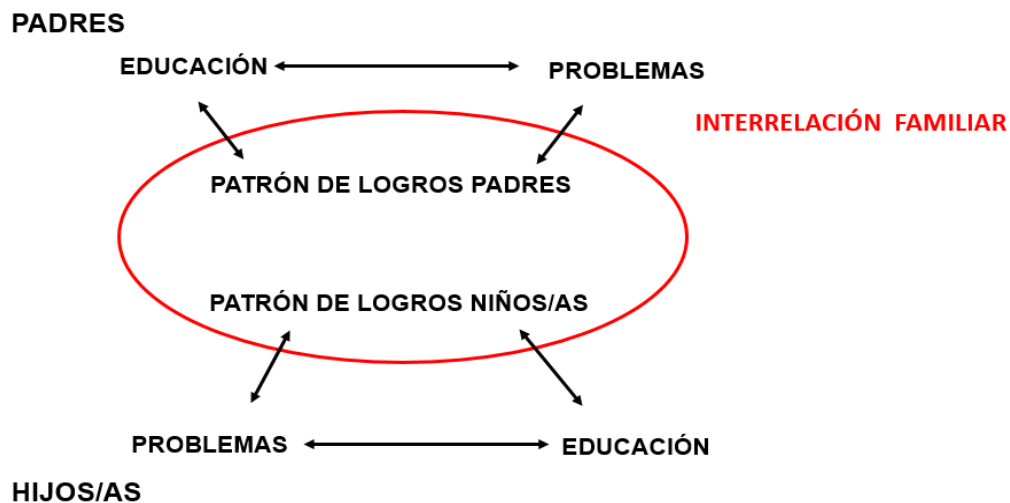 PADRES
EDUCACIÓN
PROBLEMAS
INTERRELACIÓN FAMILIAR
PATRÓN DE LOGROS PADRES
PATRÓN DE LOGROS NIÑOS/AS
PROBLEMAS
EDUCACIÓN
HIJOS/AS